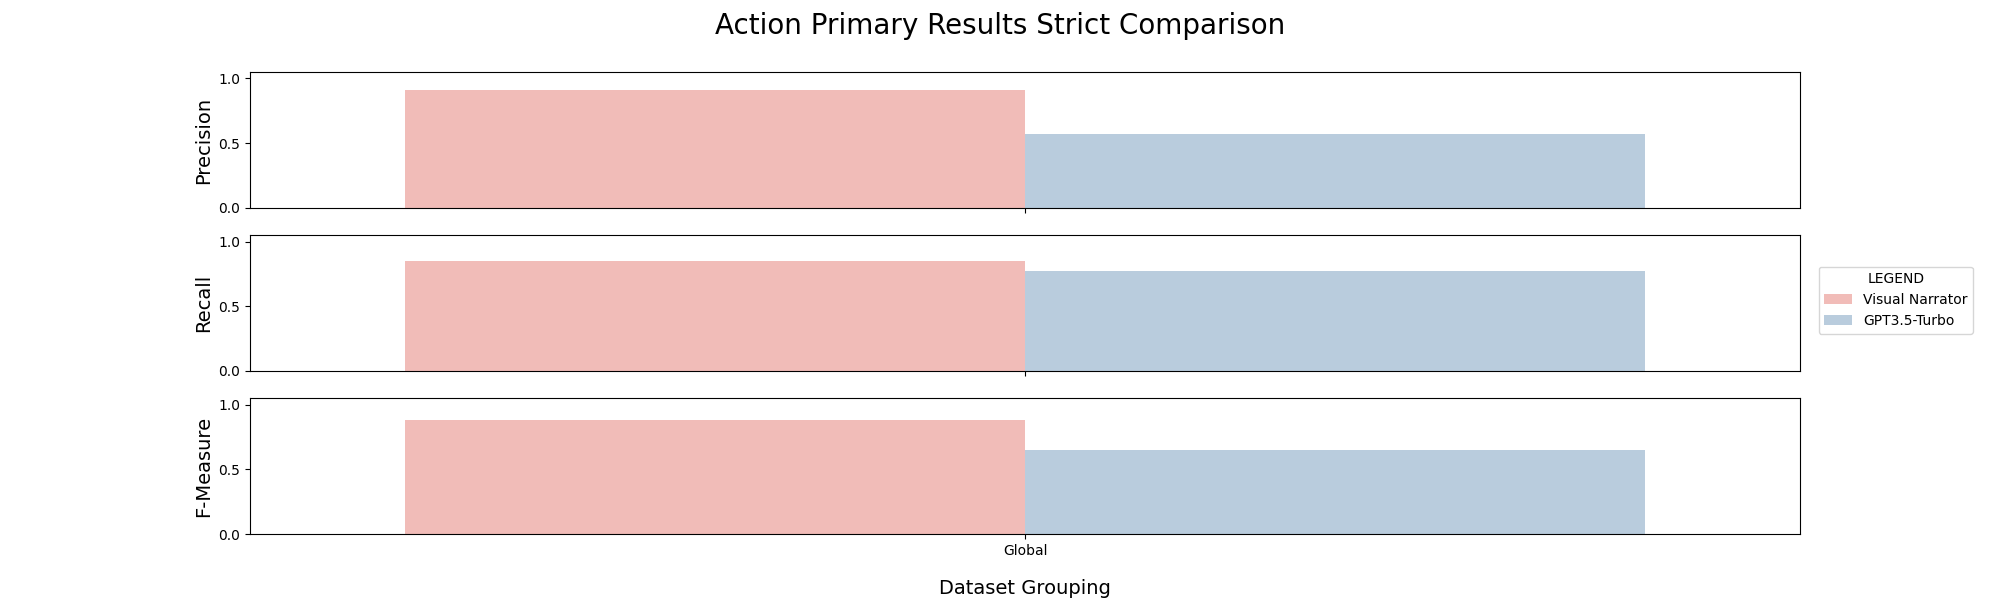 Action Primary Results Strict Comparison
1.0
Precision
0.5
0.0
1.0
Recall
0.5
0.0
LEGEND
Visual Narrator
GPT3.5-Turbo
1.0
F-Measure
0.5
0.0
Global
Dataset Grouping